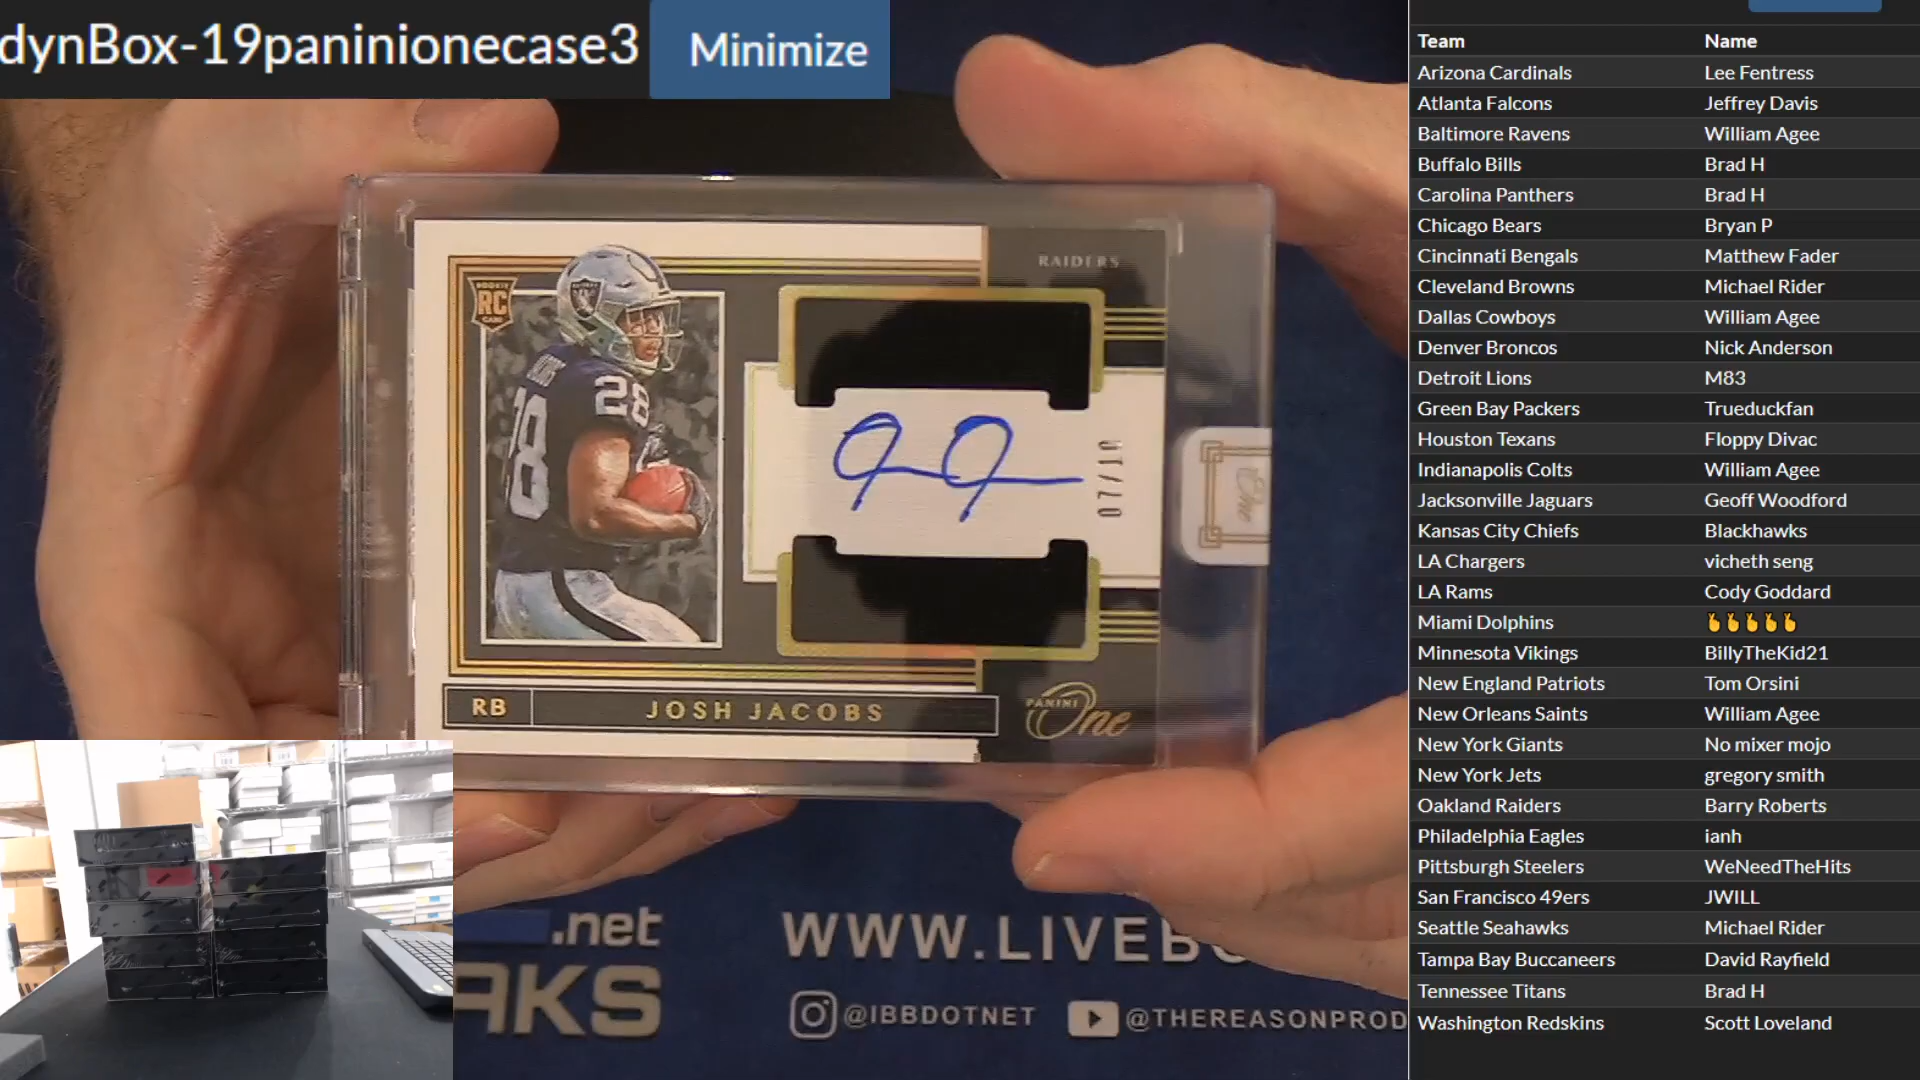 dynBox-19paninionecase3 Minimize
Team Name
Arizona Cardinals Lee Fentress
Atlanta Falcons Jeffrey Davis
Baltimore Ravens William Agee
Buffalo Bills Brad H
Carolina Panthers Brad H
Chicago Bears Bryan P
Cincinnati Bengals Matthew Fader
Cleveland Browns Michael Rider
Dallas Cowboys William Agee
Denver Broncos Nick Anderson
Detroit Lions M83
Green Bay Packers Trueduckfan
Houston Texans Floppy Divac
Indianapolis Colts William Agee
Jacksonville Jaguars Geoff Woodford
Kansas City Chiefs Blackhawks
LA Chargers vicheth seng
LA Rams Cody Goddard
Miami Dolphins 🤞🤞🤞🤞🤞
Minnesota Vikings BillyTheKid21
New England Patriots Tom Orsini
New Orleans Saints William Agee
New York Giants No mixer mojo
New York Jets gregory smith
Oakland Raiders Barry Roberts
Philadelphia Eagles ianh
Pittsburgh Steelers WeNeedTheHits
San Francisco 49ers JWILL
Seattle Seahawks Michael Rider
Tampa Bay Buccaneers David Rayfield
Tennessee Titans Brad H
Washington Redskins Scott Loveland
RAIDERS
ROOKIE
RC
CARD
28
28
07/10
One
RB JOSH JACOBS
PANINI
One
.net
AKS
WWW.LIVEB
@IBBDOTNET @THEREASONPROD